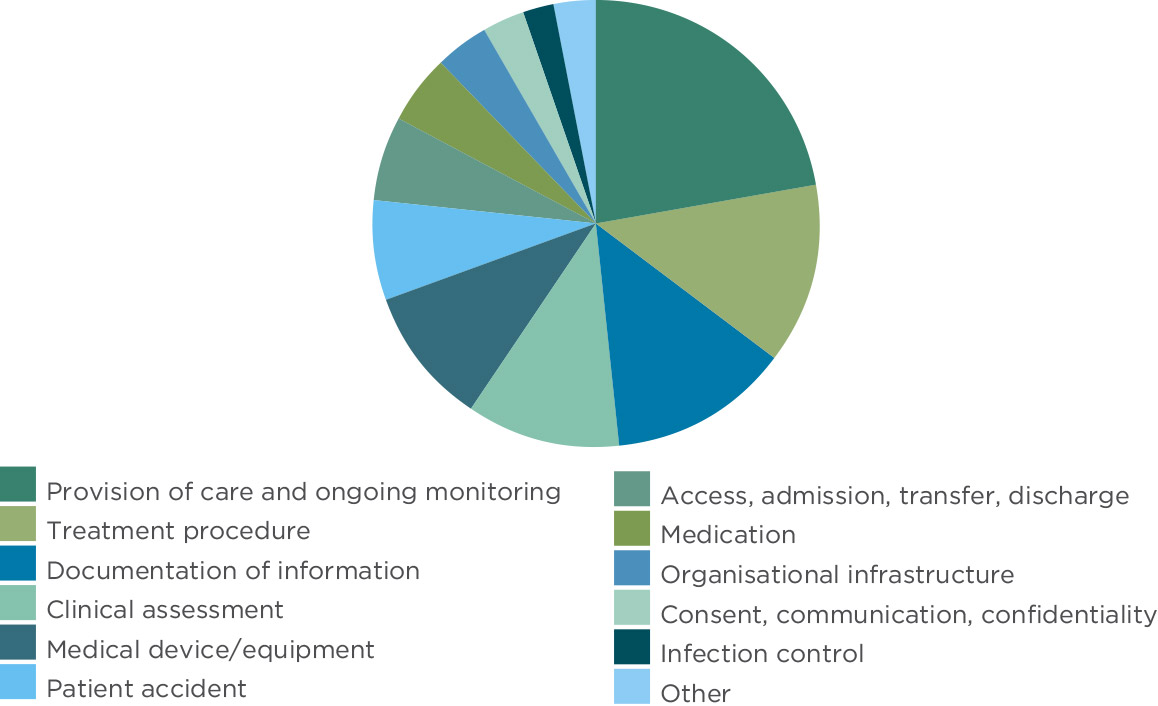 Provision of care and ongoing monitoring
Treatment procedure
Documentation of information
Clinical assessment
Medical device/equipment
Patient accident
Access, admission, transfer, discharge
Medication
Organisational infrastructure
Consent, communication, confidentiality
Infection control
Other